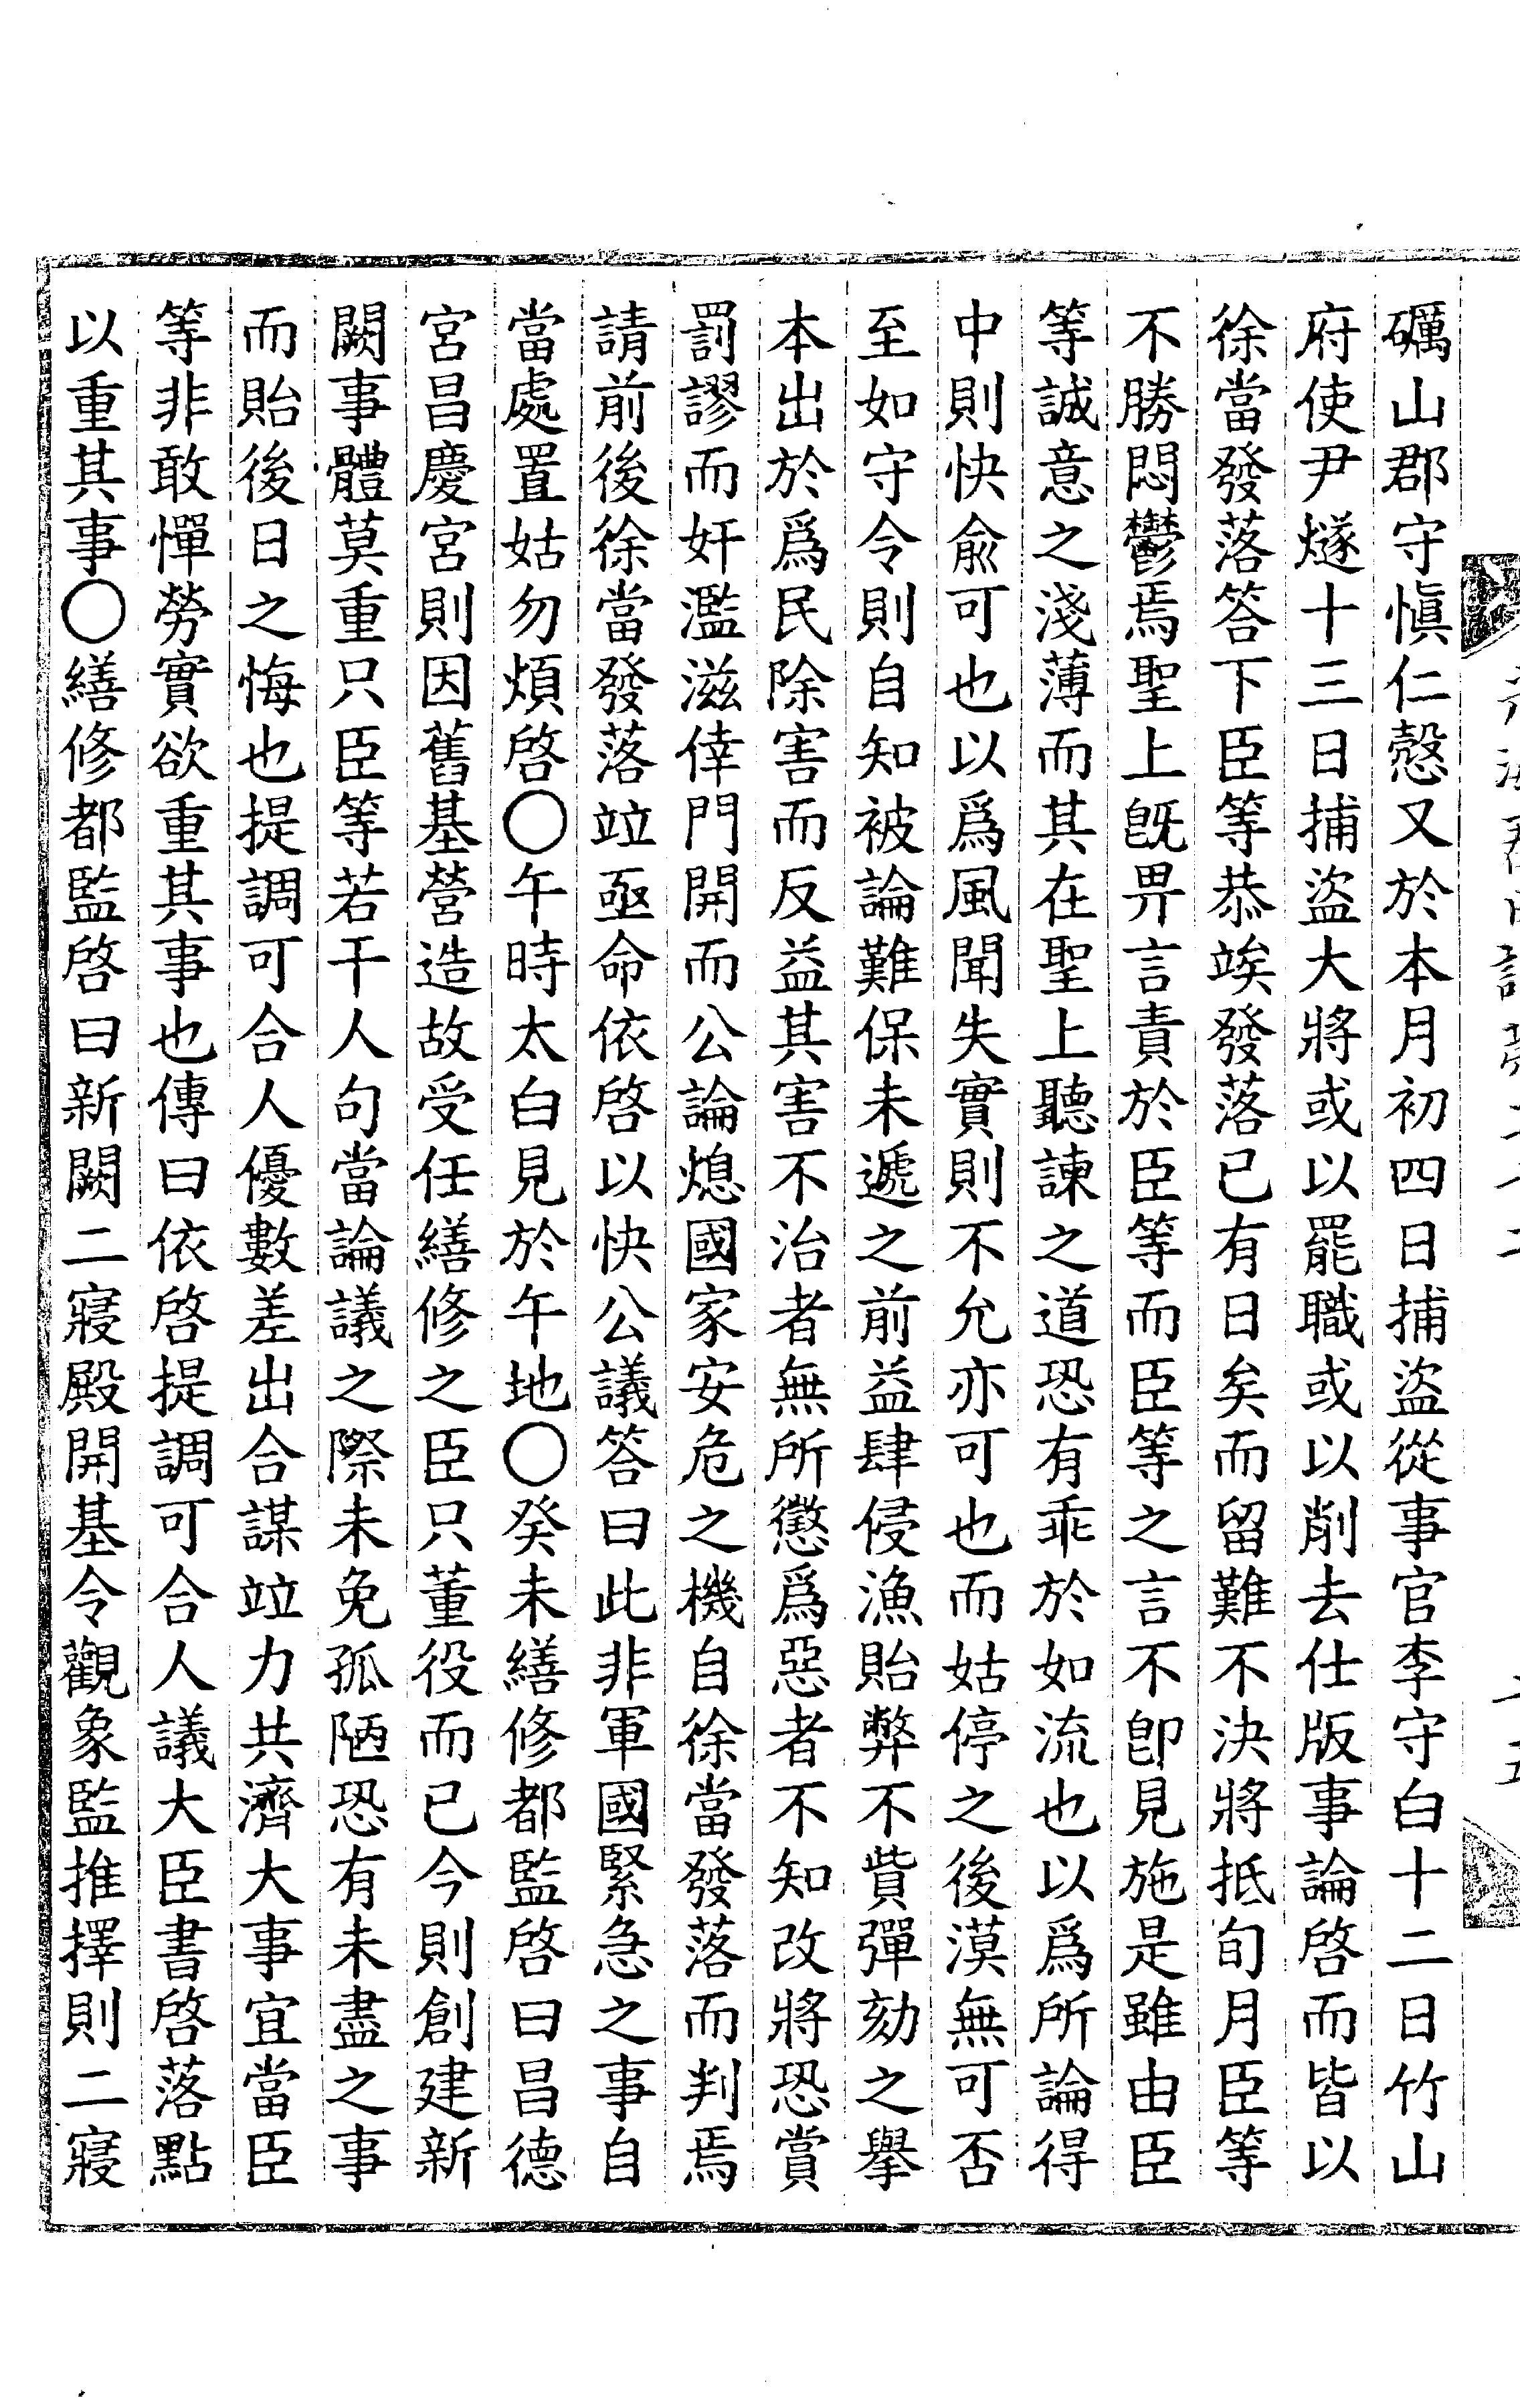 礪山郡守愼仁慤又於本月初四日捕盜從事官李守白十二日竹山
府使尹燧十三日捕盜大將或以罷職或以削去仕版事論啓而皆以
徐當發落答下臣等恭竢發落已有日矣而留難不決將抵旬月臣等
不勝悶鬱焉聖上旣畀言責於臣等而臣等之言不卽見施是雖由臣
等誠意之淺薄而其在聖上聽諫之道恐有乖於如流也以爲所論得
中則快兪可也以爲風聞失實則不允亦可也而姑停之後漠無可否
至如守令則自知被論難保未遞之前益肆侵漁貽弊不貲彈劾之擧
本出於爲民除害而反益其害不治者無所懲爲惡者不知改將恐賞
罰謬而奸濫滋倖門開而公論熄國家安危之機自徐當發落而判焉
請前後徐當發落竝亟命依啓以快公議答曰此非軍國緊急之事自
當處置姑勿煩啓〇午時太白見於午地〇癸未繕修都監啓曰昌德
宮昌慶宮則因舊基營造故受任繕修之臣只董役而已今則創建新
闕事體莫重只臣等若干人句當論議之際未免孤陋恐有未盡之事
而貽後日之悔也提調可合人優數差出合謀竝力共濟大事宜當臣
等非敢憚勞實欲重其事也傳曰依啓提調可合人議大臣書啓落點
以重其事〇繕修都監啓曰新闕二寢殿開基令觀象監推擇則二寢